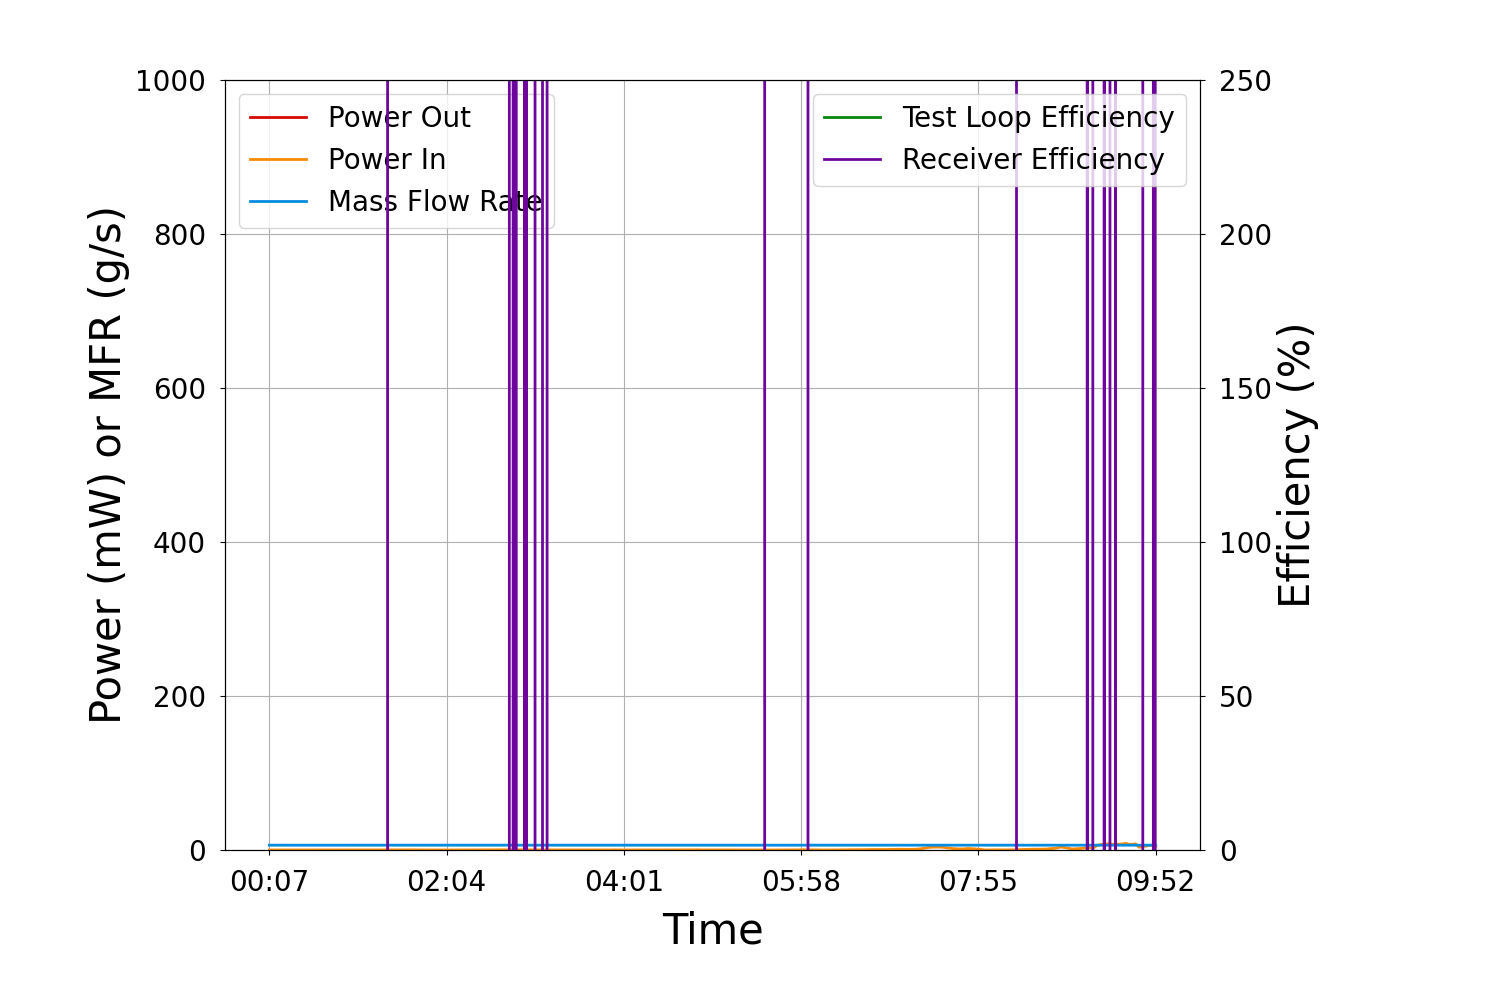 1000
800
600
400
200
0
Power (mW) or MFR (g/s)
Power Out
Power In
Mass Flow Rate
Test Loop Efficiency
Receiver Efficiency
250
200
150
100
50
0
Efficiency (%)
00:07 02:04 04:01 05:58 07:55 09:52
Time